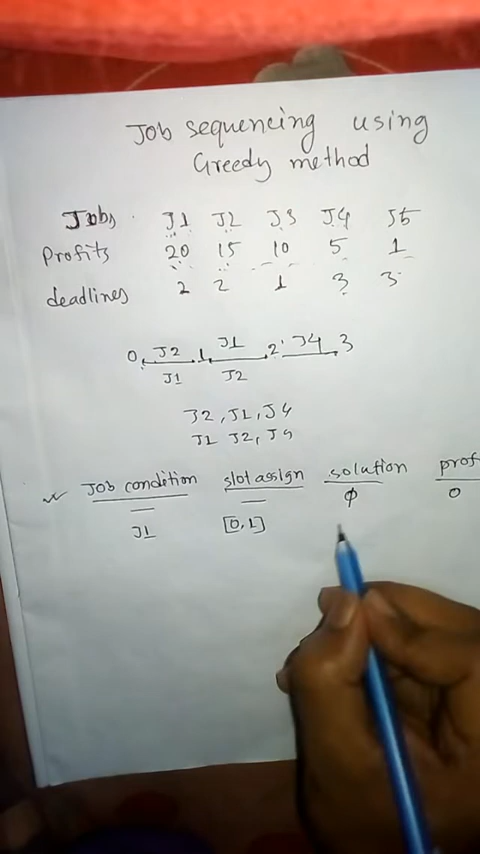 Job sequencing using
Greedy method
Jobs J1 J2 J3 J4 J5
Profits 20 15 10 5 1
deadlines 2 2 1 3 3
0 J2 1 J1 2 J4 3
J1 J2
J2, J1, J4
J1 J2, J4
Job condition slot assign solution prof
— — ϕ 0
J1 [0,1]